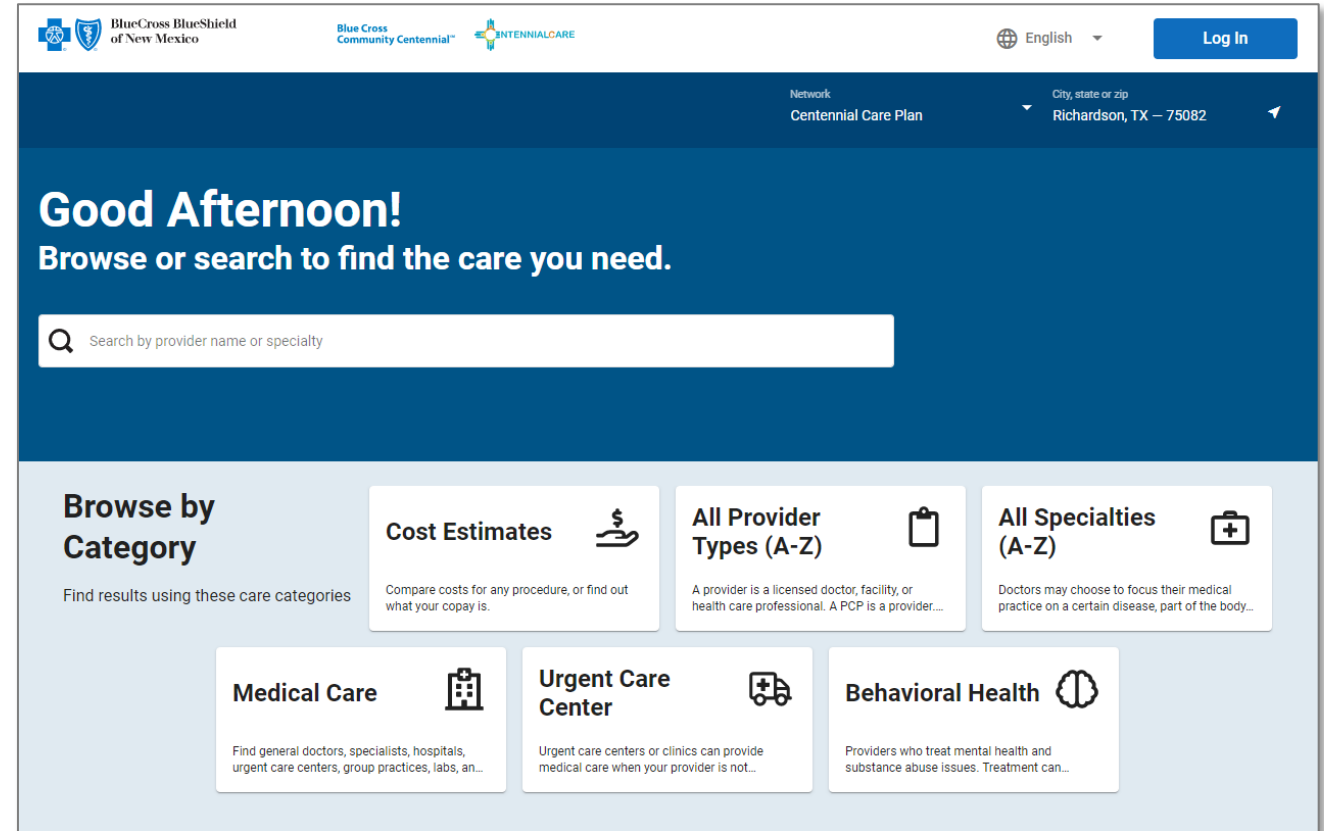 BlueCross BlueShield
of New Mexico
Blue Cross
Community Centennial℠
CENTENNIALCARE
English
Log In
Network
Centennial Care Plan
City, state or zip
Richardson, TX — 75082
Good Afternoon!
Browse or search to find the care you need.
Search by provider name or specialty
Browse by
Category
Find results using these care categories
Cost Estimates
Compare costs for any procedure, or find out
what your copay is.
All Provider
Types (A-Z)
A provider is a licensed doctor, facility, or
health care professional. A PCP is a provider....
All Specialties
(A-Z)
Doctors may choose to focus their medical
practice on a certain disease, part of the body...
Medical Care
Find general doctors, specialists, hospitals,
urgent care centers, group practices, labs, an...
Urgent Care
Center
Urgent care centers or clinics can provide
medical care when your provider is not...
Behavioral Health
Providers who treat mental health and
substance abuse issues. Treatment can...